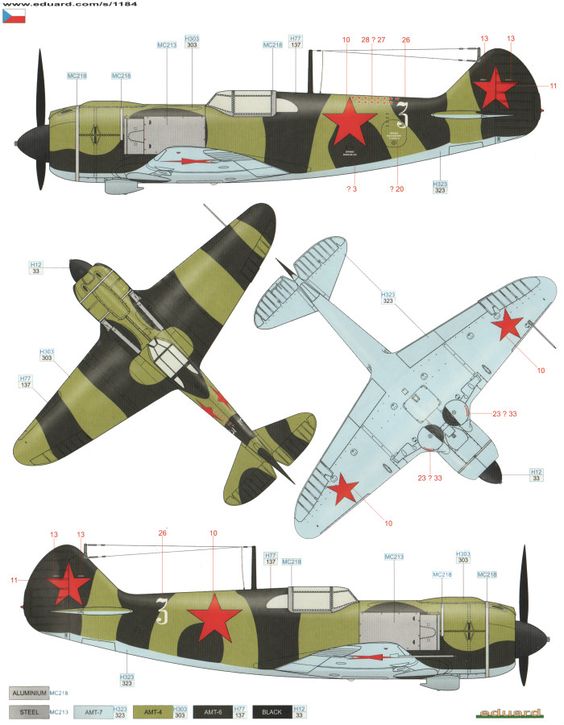 www.eduard.com/s/1184
MC218
MC218
MC213
H303
303
MC218
H77
137
10
28 ? 27
26
13
13
11
3
? 3
? 20
H323
323
H12
33
H303
303
H77
137
H323
323
10
23 ? 33
23 ? 33
H12
33
10
13
13
26
10
H77
137
MC218
MC213
H303
303
MC218
MC218
11
3
H323
323
ALUMINIUM MC218
STEEL MC213
AMT-7 H323 323
AMT-4 H303 303
AMT-6 H77 137
BLACK H12 33
eduard